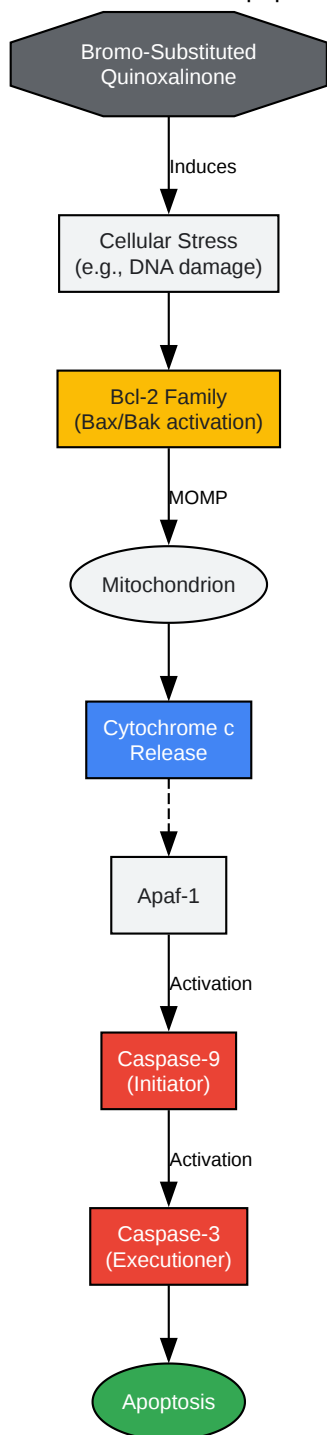 Bromo-Substituted
Quinoxalinone
Induces
Cellular Stress
(e.g., DNA damage)
Bcl-2 Family
(Bax/Bak activation)
MOMP
Mitochondrion
Cytochrome c
Release
Apaf-1
Activation
Caspase-9
(Initiator)
Activation
Caspase-3
(Executioner)
Apoptosis